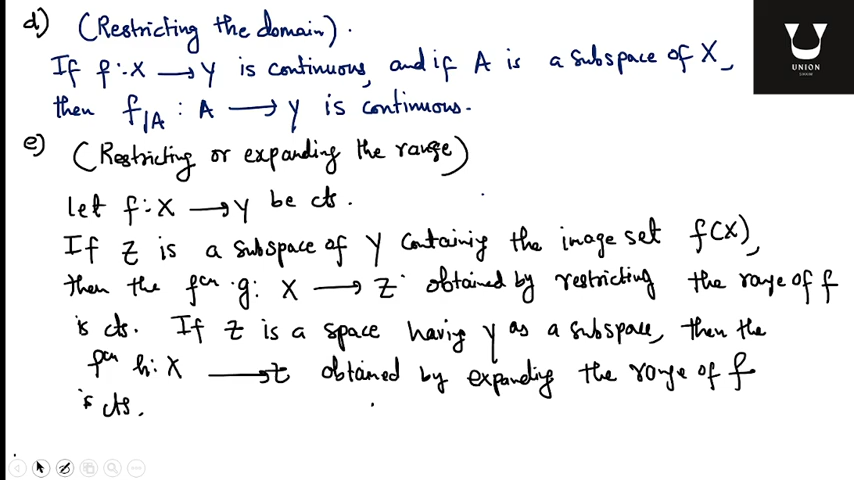 d) (Restricting the domain).
If f: X → Y is continuous, and if A is a subspace of X,
then f|A : A → Y is continuous.
e) (Restricting or expanding the range)
Let f: X → Y be cts.
If Z is a subspace of Y containing the image set f(X),
then the fcn g: X → Z obtained by restricting the range of f
is cts. If Z is a space having Y as a subspace, then the
fcn h: X → Z obtained by expanding the range of f
is cts.
UNION